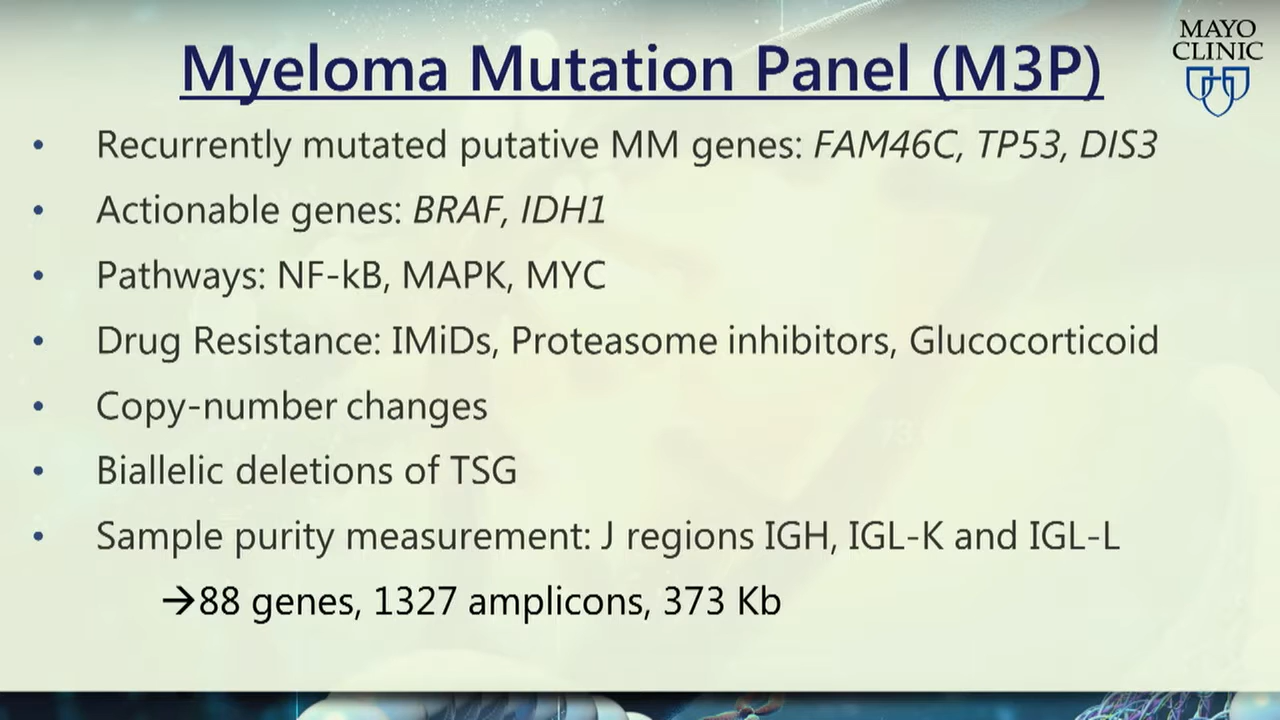 MAYO
CLINIC
Myeloma Mutation Panel (M3P)
• Recurrently mutated putative MM genes: FAM46C, TP53, DIS3
• Actionable genes: BRAF, IDH1
• Pathways: NF-kB, MAPK, MYC
• Drug Resistance: IMiDs, Proteasome inhibitors, Glucocorticoid
• Copy-number changes
• Biallelic deletions of TSG
• Sample purity measurement: J regions IGH, IGL-K and IGL-L
→88 genes, 1327 amplicons, 373 Kb